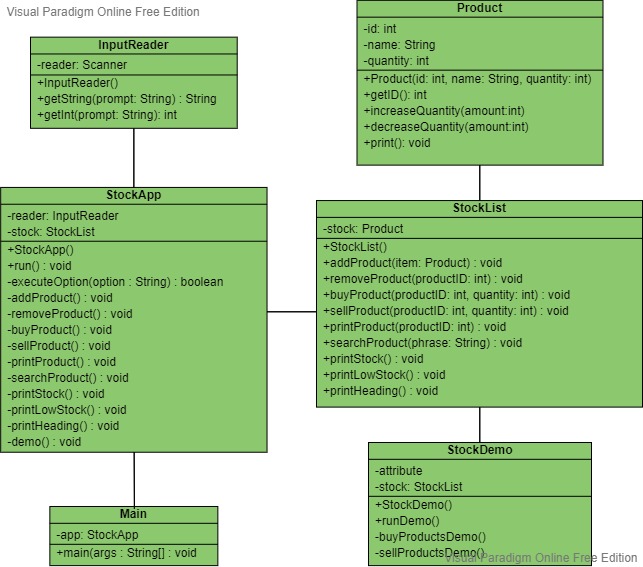 Visual Paradigm Online Free Edition
InputReader
-reader: Scanner
+InputReader()
+getString(prompt: String) : String
+getInt(prompt: String): int
Product
-id: int
-name: String
-quantity: int
+Product(id: int, name: String, quantity: int)
+getID(): int
+increaseQuantity(amount:int)
+decreaseQuantity(amount:int)
+print(): void
StockApp
-reader: InputReader
-stock: StockList
+StockApp()
+run() : void
-executeOption(option : String) : boolean
-addProduct() : void
-removeProduct() : void
-buyProduct() : void
-sellProduct() : void
-printProduct() : void
-searchProduct() : void
-printStock() : void
-printLowStock() : void
-printHeading() : void
-demo() : void
StockList
-stock: Product
+StockList()
+addProduct(item: Product) : void
+removeProduct(productID: int) : void
+buyProduct(productID: int, quantity: int) : void
+sellProduct(productID: int, quantity: int) : void
+printProduct(productID: int) : void
+searchProduct(phrase: String) : void
+printStock() : void
+printLowStock() : void
+printHeading() : void
Main
-app: StockApp
+main(args : String[] ) : void
StockDemo
-attribute
-stock: StockList
+StockDemo()
+runDemo()
-buyProductsDemo()
-sellProductsDemo()
Visual Paradigm Online Free Edition